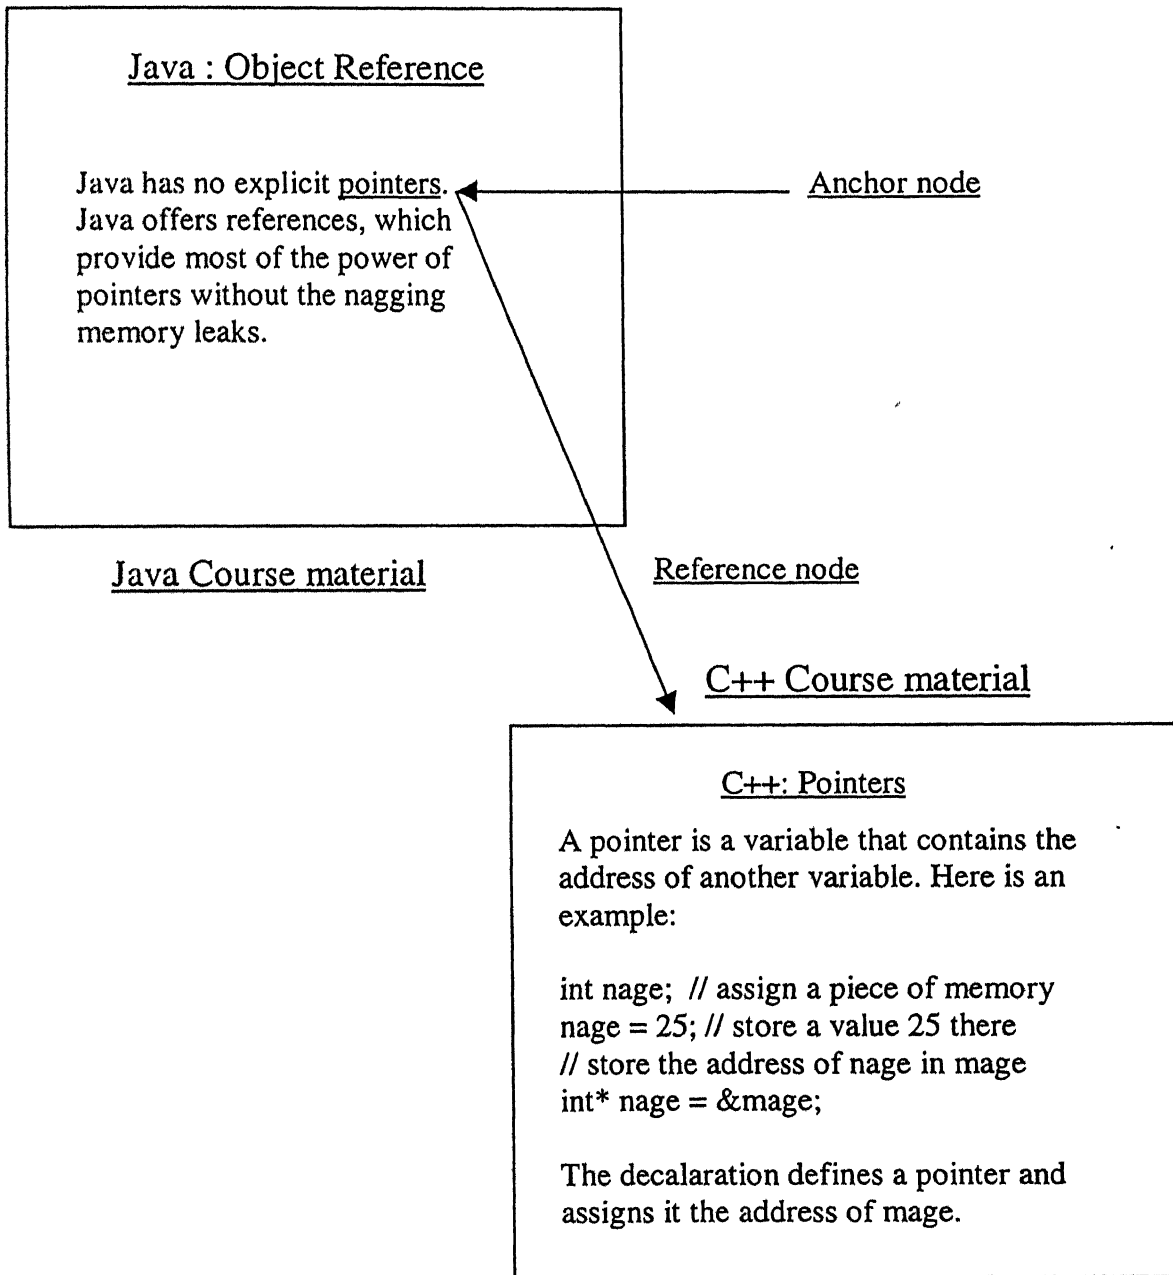 Java : Object Reference
Java has no explicit pointers.
Java offers references, which
provide most of the power of
pointers without the nagging
memory leaks.
Anchor node
Java Course material
Reference node
C++ Course material
C++: Pointers
A pointer is a variable that contains the
address of another variable. Here is an
example:
int nage; // assign a piece of memory
nage = 25; // store a value 25 there
// store the address of nage in mage
int* nage = &mage;
The decalaration defines a pointer and
assigns it the address of mage.